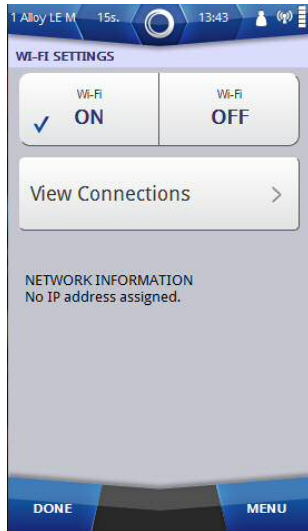 1 Alloy LE M 15s. 13:43
WI-FI SETTINGS
Wi-Fi Wi-Fi
ON OFF
View Connections
NETWORK INFORMATION
No IP address assigned.
DONE MENU